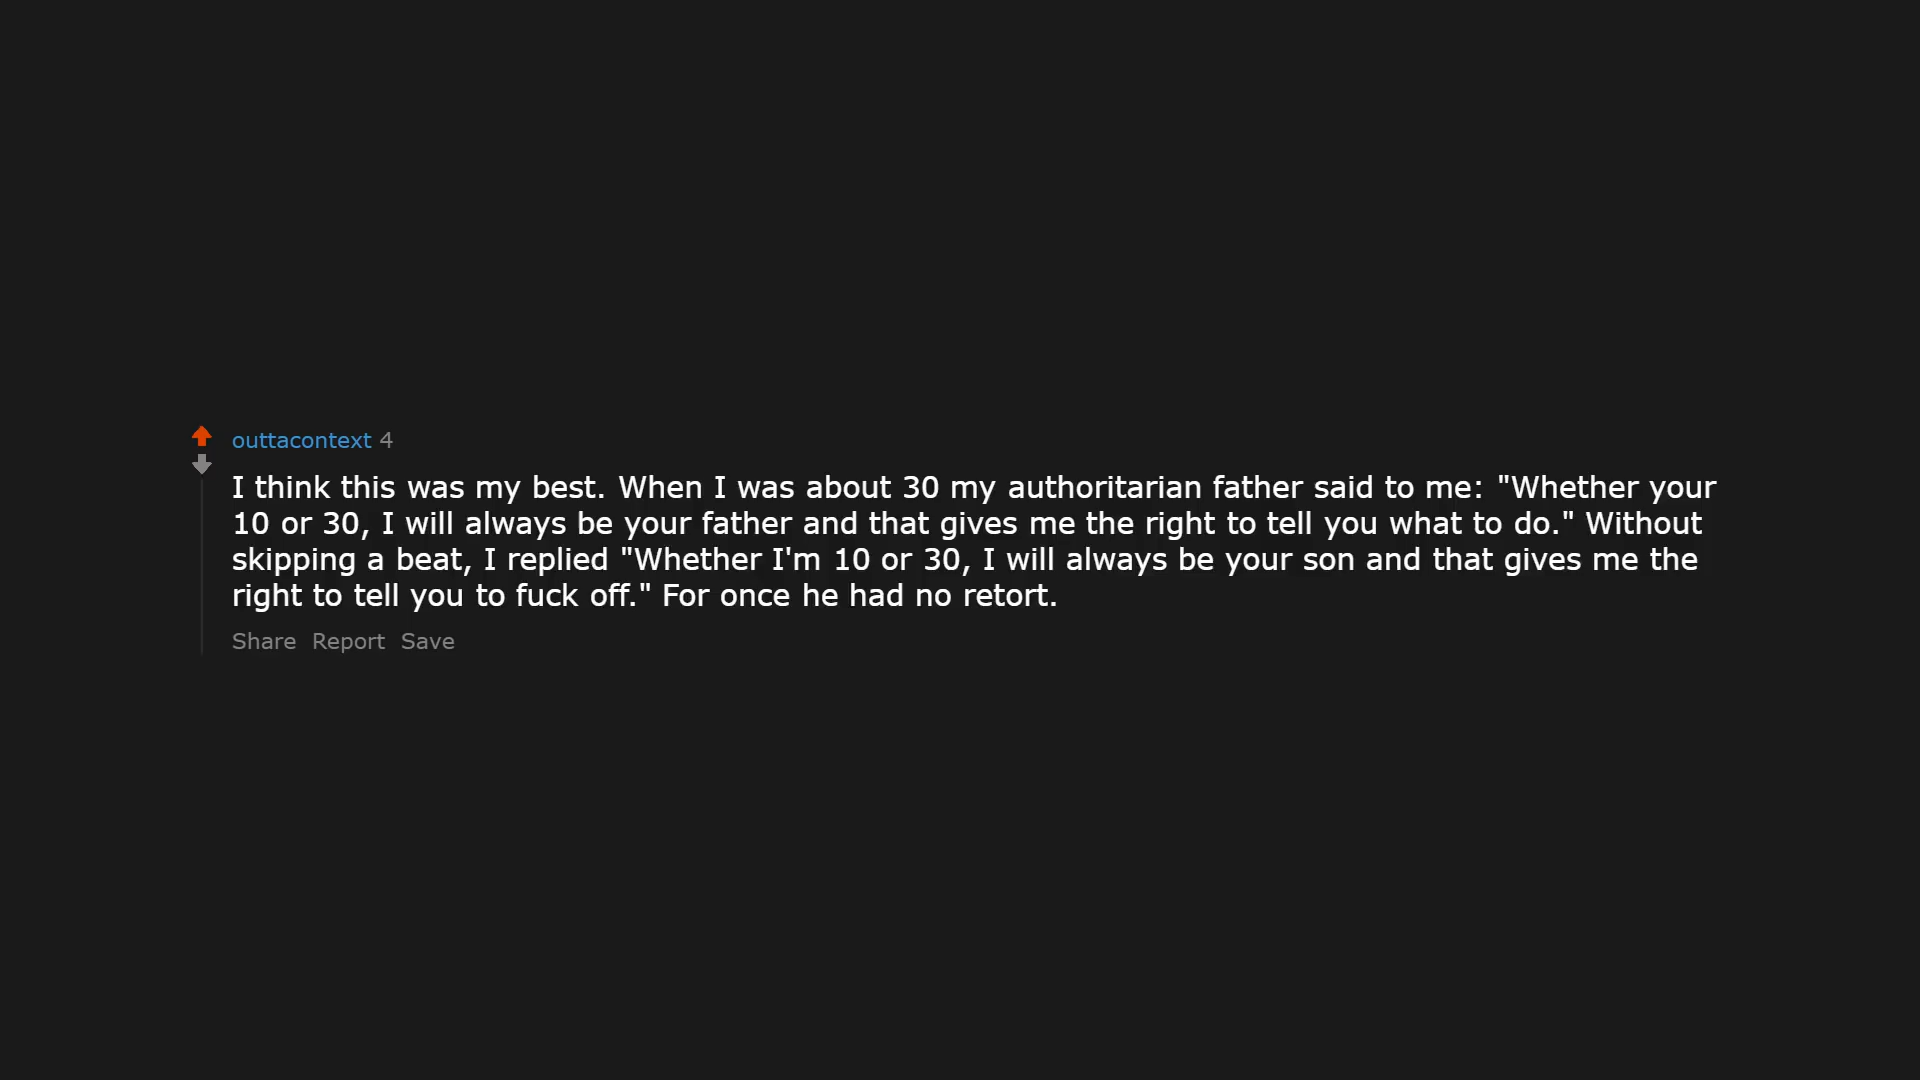 outtacontext 4
I think this was my best. When I was about 30 my authoritarian father said to me: "Whether your
10 or 30, I will always be your father and that gives me the right to tell you what to do." Without
skipping a beat, I replied "Whether I'm 10 or 30, I will always be your son and that gives me the
right to tell you to fuck off." For once he had no retort.
Share Report Save